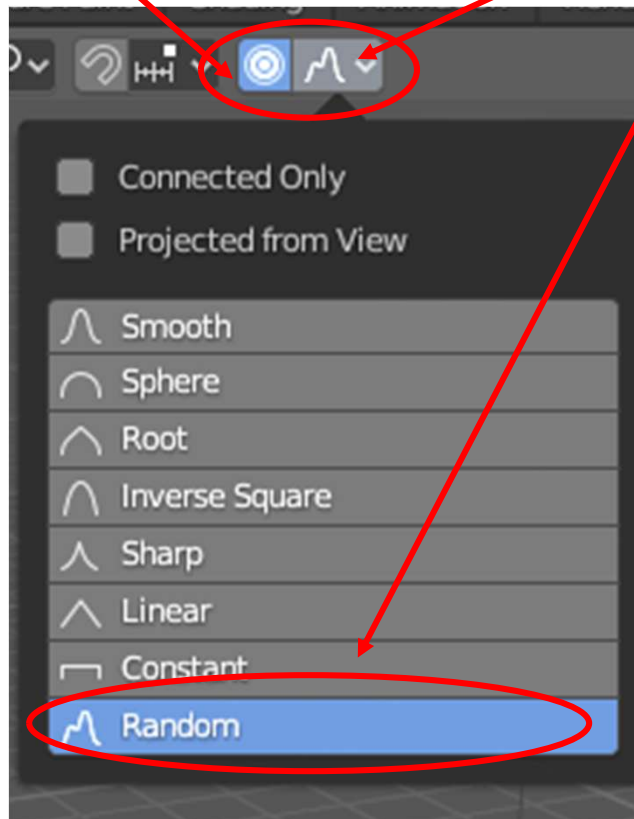 Connected Only
Projected from View
Smooth
Sphere
Root
Inverse Square
Sharp
Linear
Constant
Random